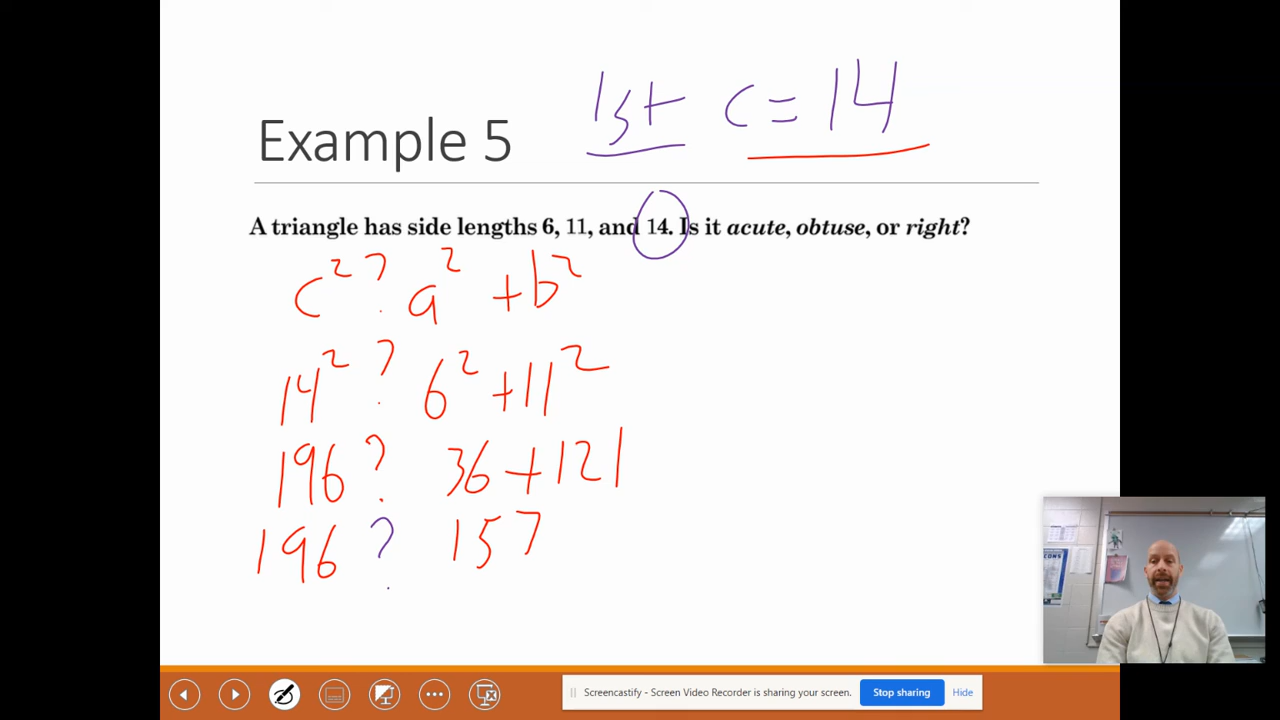 1st c = 14
Example 5
A triangle has side lengths 6, 11, and 14. Is it acute, obtuse, or right?
c² ? a² + b²
14² ? 6² + 11²
196 ? 36 + 121
196 ? 157
Screencastify - Screen Video Recorder is sharing your screen. Stop sharing Hide